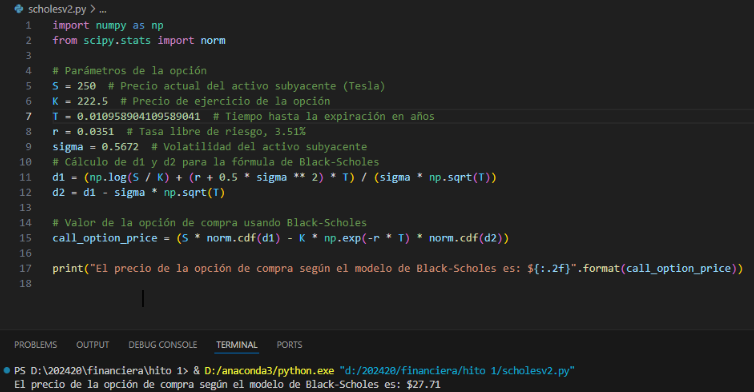 scholesv2.py > ...
1 import numpy as np
2 from scipy.stats import norm
3
4 # Parámetros de la opción
5 S = 250  # Precio actual del activo subyacente (Tesla)
6 K = 222.5  # Precio de ejercicio de la opción
7 T = 0.010958904109589041  # Tiempo hasta la expiración en años
8 r = 0.0351  # Tasa libre de riesgo, 3.51%
9 sigma = 0.5672  # Volatilidad del activo subyacente
10 # Cálculo de d1 y d2 para la fórmula de Black-Scholes
11 d1 = (np.log(S / K) + (r + 0.5 * sigma ** 2) * T) / (sigma * np.sqrt(T))
12 d2 = d1 - sigma * np.sqrt(T)
13
14 # Valor de la opción de compra usando Black-Scholes
15 call_option_price = (S * norm.cdf(d1) - K * np.exp(-r * T) * norm.cdf(d2))
16
17 print("El precio de la opción de compra según el modelo de Black-Scholes es: ${:.2f}".format(call_option_price))
18
PROBLEMS OUTPUT DEBUG CONSOLE TERMINAL PORTS
PS D:\202420\financiera\hito 1> & D:/anaconda3/python.exe "d:/202420/financiera/hito 1/scholesv2.py"
El precio de la opción de compra según el modelo de Black-Scholes es: $27.71